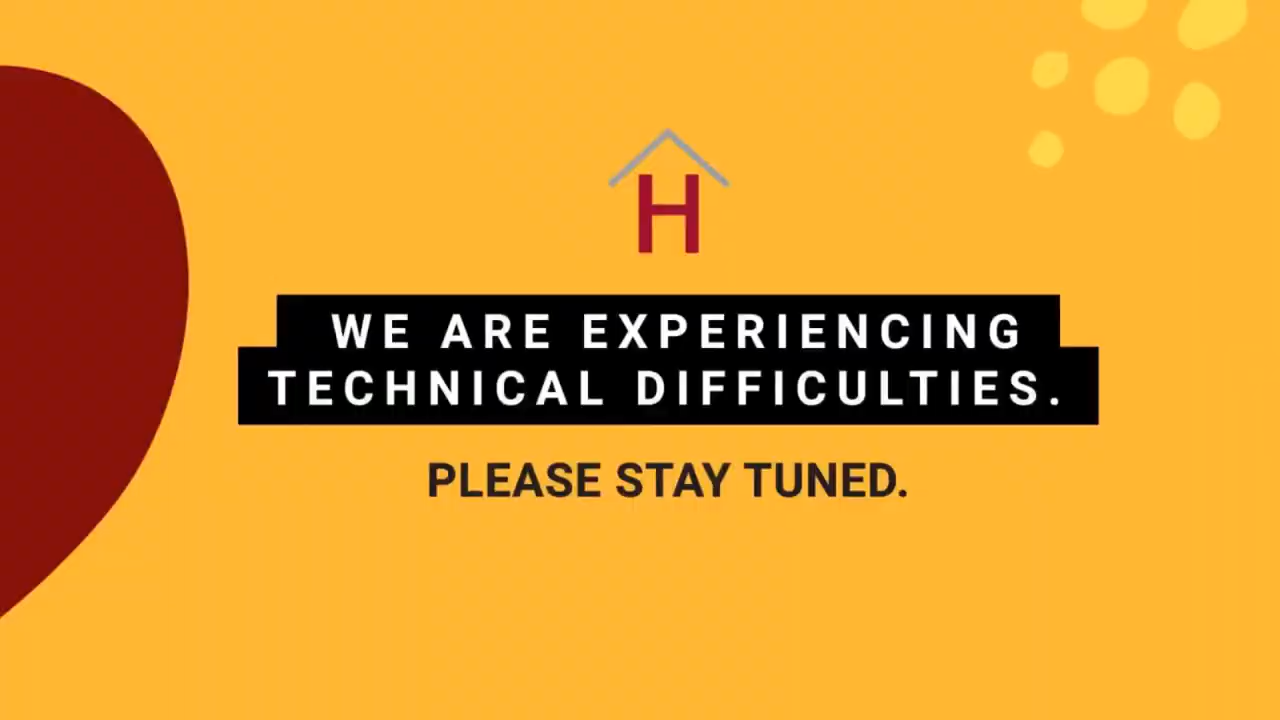 H
WE ARE EXPERIENCING
TECHNICAL DIFFICULTIES.
PLEASE STAY TUNED.